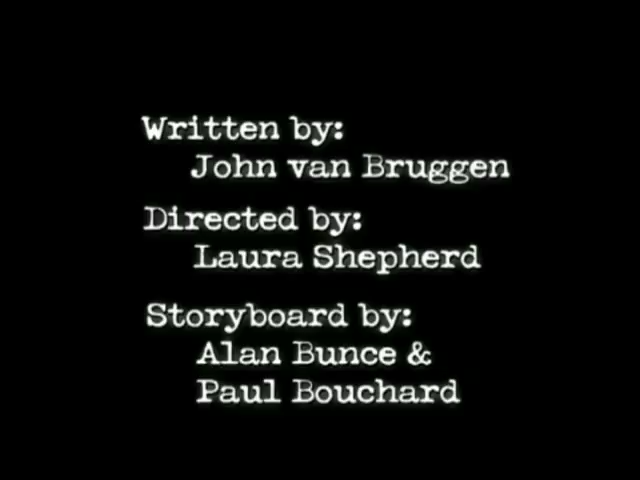 Written by:
John van Bruggen
Directed by:
Laura Shepherd
Storyboard by:
Alan Bunce &
Paul Bouchard